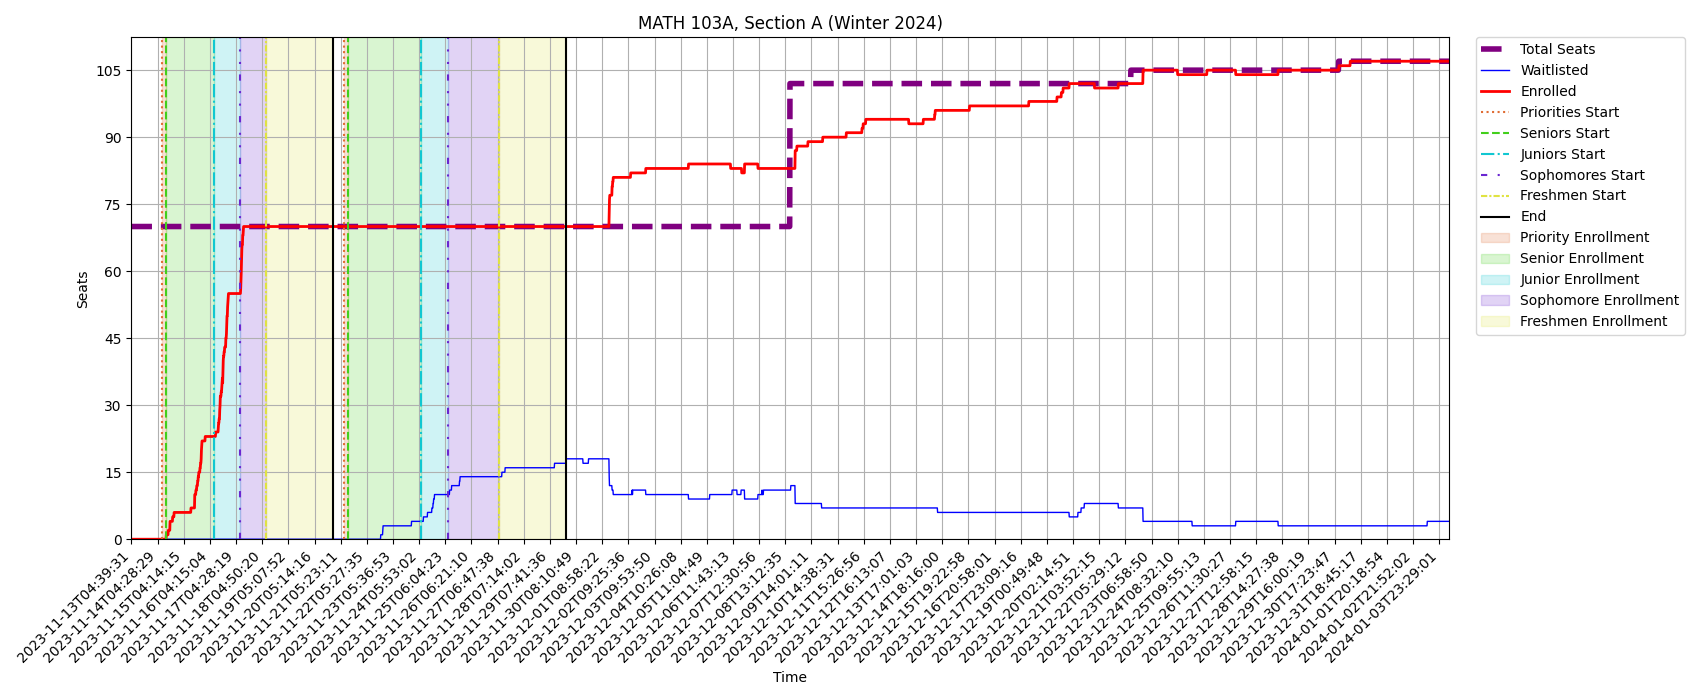 MATH 103A, Section A (Winter 2024)
Seats
105
90
75
60
45
30
15
0
2023-11-13T04:39:31
2023-11-14T04:28:29
2023-11-15T04:14:15
2023-11-16T04:15:04
2023-11-17T04:28:19
2023-11-18T04:50:20
2023-11-19T05:07:52
2023-11-20T05:14:16
2023-11-21T05:23:11
2023-11-22T05:27:35
2023-11-23T05:36:53
2023-11-24T05:53:02
2023-11-25T06:04:23
2023-11-26T06:21:10
2023-11-27T06:47:38
2023-11-28T07:14:02
2023-11-29T07:41:36
2023-11-30T08:10:49
2023-12-01T08:58:22
2023-12-02T09:25:36
2023-12-03T09:53:50
2023-12-04T10:26:08
2023-12-05T11:04:49
2023-12-06T11:43:13
2023-12-07T12:30:56
2023-12-08T13:12:35
2023-12-09T14:01:11
2023-12-10T14:38:31
2023-12-11T15:26:56
2023-12-12T16:13:07
2023-12-13T17:01:03
2023-12-14T18:16:00
2023-12-15T19:22:58
2023-12-16T20:58:01
2023-12-17T23:09:16
2023-12-19T00:49:48
2023-12-20T02:14:51
2023-12-21T03:52:15
2023-12-22T05:29:12
2023-12-23T06:58:50
2023-12-24T08:32:10
2023-12-25T09:55:13
2023-12-26T11:30:27
2023-12-27T12:58:15
2023-12-28T14:27:38
2023-12-29T16:00:19
2023-12-30T17:23:47
2023-12-31T18:45:17
2024-01-01T20:18:54
2024-01-02T21:52:02
2024-01-03T23:29:01
Time
Total Seats
Waitlisted
Enrolled
Priorities Start
Seniors Start
Juniors Start
Sophomores Start
Freshmen Start
End
Priority Enrollment
Senior Enrollment
Junior Enrollment
Sophomore Enrollment
Freshmen Enrollment